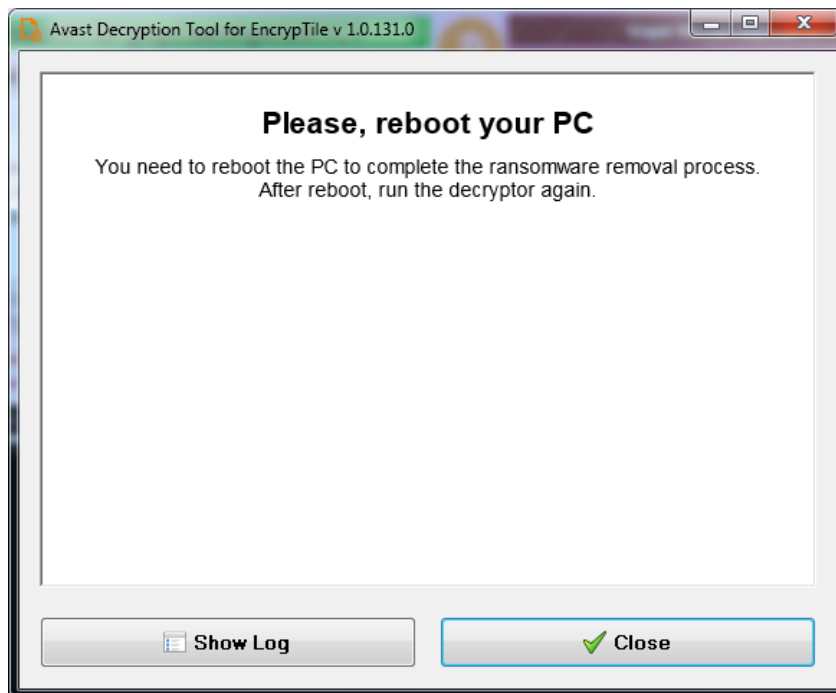 Avast Decryption Tool for EncrypTile v 1.0.131.0
Please, reboot your PC
You need to reboot the PC to complete the ransomware removal process.
After reboot, run the decryptor again.
Show Log
Close